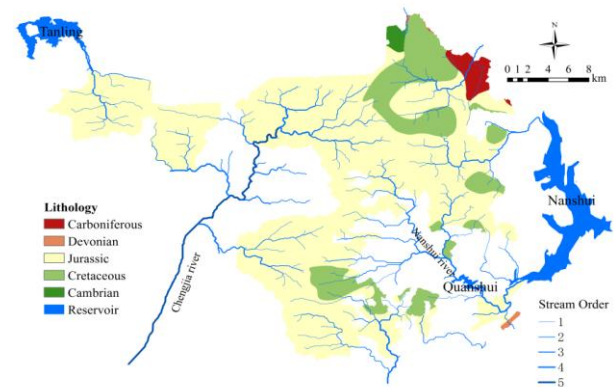 Tanling
N
0 1 2 4 6 8
km
Nanshui
Lithology
Carboniferous
Devonian
Jurassic
Cretaceous
Cambrian
Reservoir
Chengjia river
Nanshui river
Quanshui
Stream Order
1
2
3
4
5